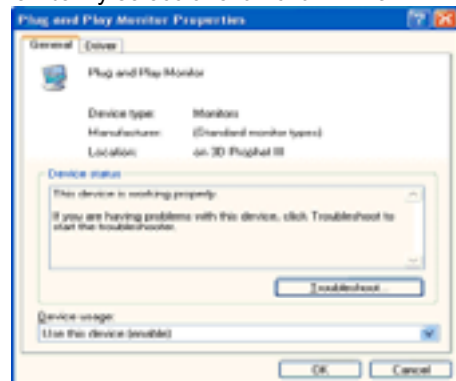 Plug and Play Monitor Properties
General Driver
Plug and Play Monitor
Device type: Monitors
Manufacturer: (Standard monitor types)
Location: on 3D Prophet III
Device status
This device is working properly.
If you are having problems with this device, click Troubleshoot to
start the troubleshooter.
Troubleshoot...
Device usage:
Use this device (enable)
OK Cancel